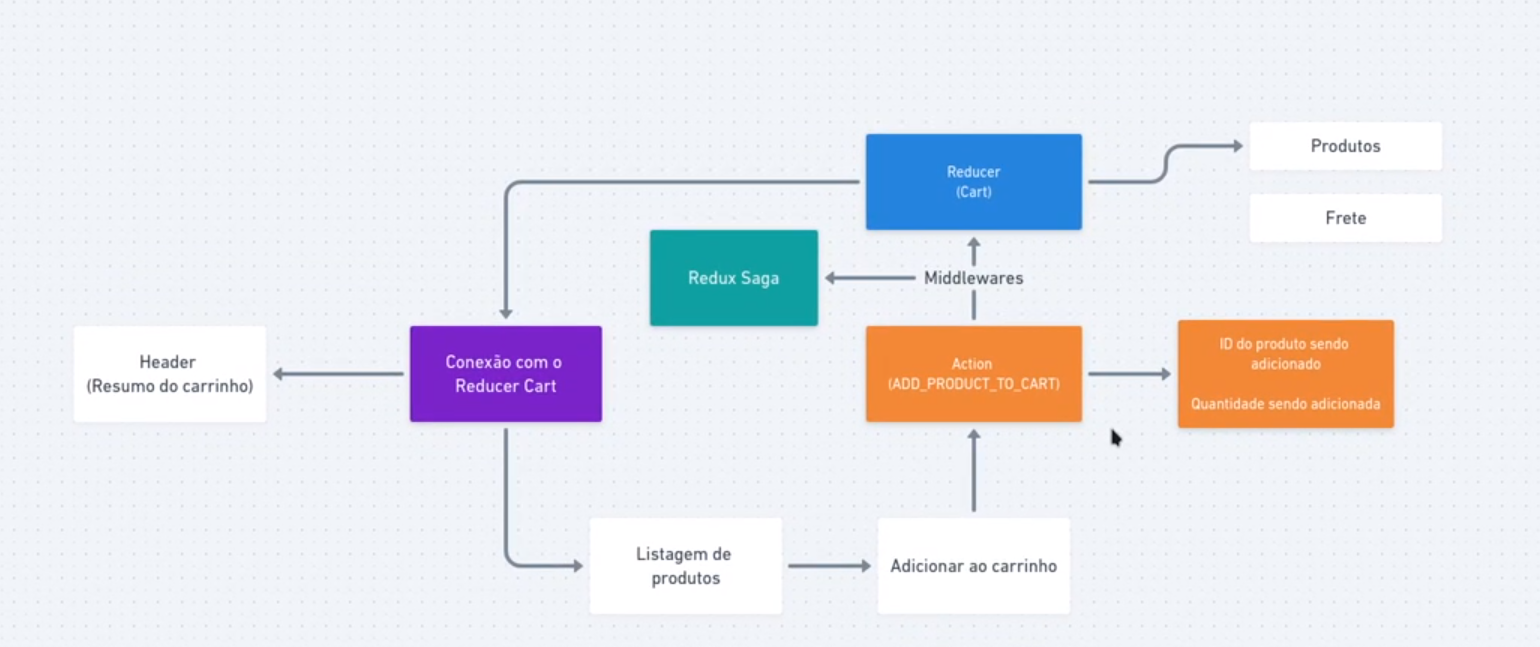 Produtos
Reducer
(Cart)
Frete
Redux Saga
Middlewares
Header
(Resumo do carrinho)
Conexão com o
Reducer Cart
Action
(ADD_PRODUCT_TO_CART)
ID do produto sendo
adicionado
Quantidade sendo adicionada
Listagem de
produtos
Adicionar ao carrinho